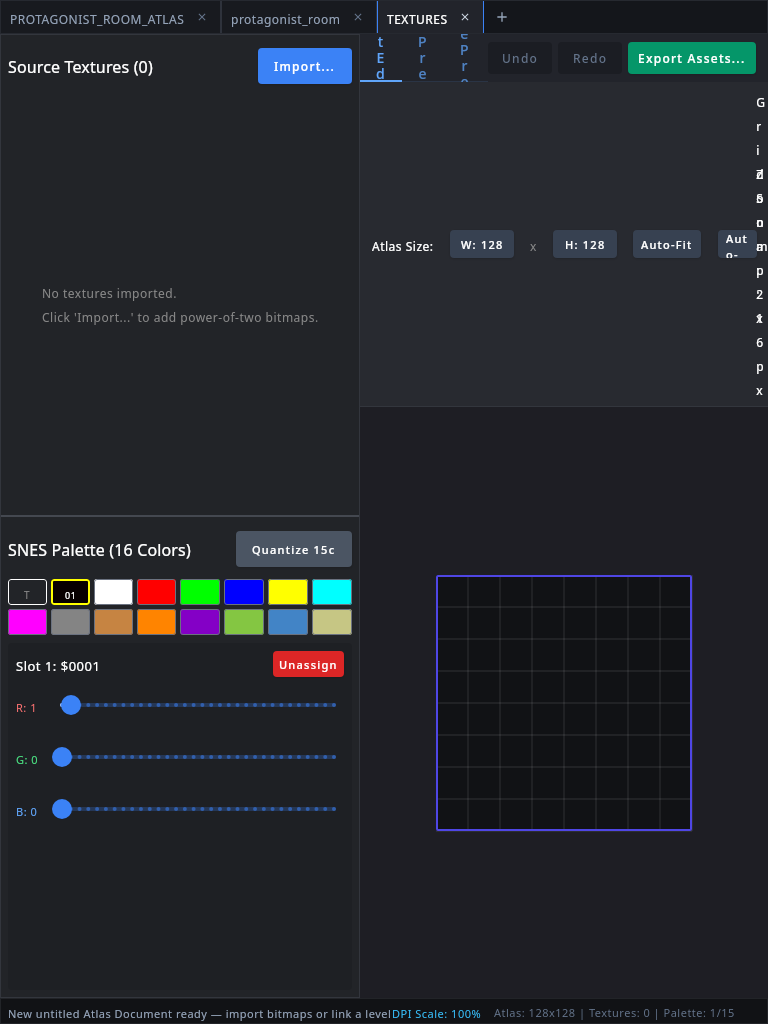 PROTAGONIST_ROOM_ATLAS × protagonist_room × TEXTURES × +
Source Textures (0)
Import...
t
E
d
P
r
e
e
P
r
Undo
Redo
Export Assets...
Atlas Size:
W: 128
x
H: 128
Auto-Fit
Auto-
No textures imported.
Click 'Import...' to add power-of-two bitmaps.
SNES Palette (16 Colors)
Quantize 15c
T
01
Slot 1: $0001
Unassign
R: 1
G: 0
B: 0
New untitled Atlas Document ready — import bitmaps or link a level
DPI Scale: 100%
Atlas: 128x128 | Textures: 0 | Palette: 1/15